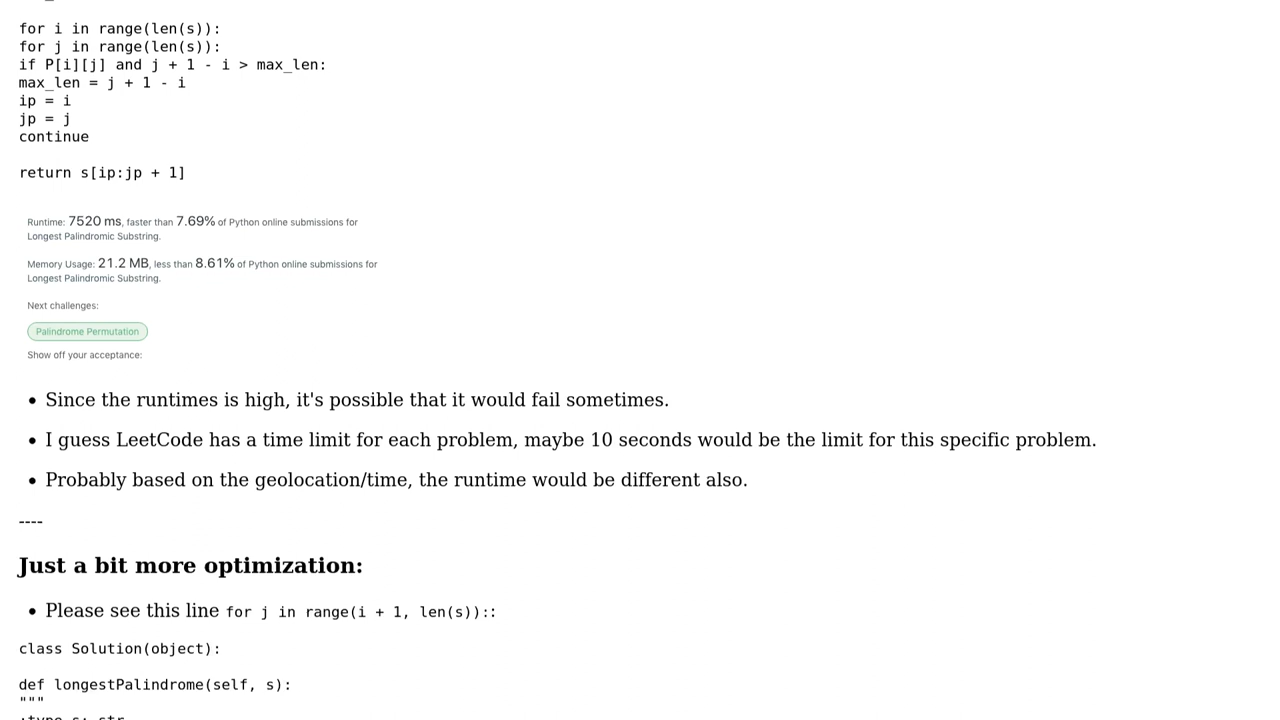 for i in range(len(s)):
for j in range(len(s)):
if P[i][j] and j + 1 - i > max_len:
max_len = j + 1 - i
ip = i
jp = j
continue
return s[ip:jp + 1]
Runtime: 7520 ms, faster than 7.69% of Python online submissions for
Longest Palindromic Substring.
Memory Usage: 21.2 MB, less than 8.61% of Python online submissions for
Longest Palindromic Substring.
Next challenges:
Palindrome Permutation
Show off your acceptance:
• Since the runtimes is high, it's possible that it would fail sometimes.
• I guess LeetCode has a time limit for each problem, maybe 10 seconds would be the limit for this specific problem.
• Probably based on the geolocation/time, the runtime would be different also.
----
Just a bit more optimization:
• Please see this line for j in range(i + 1, len(s))::
class Solution(object):
def longestPalindrome(self, s):
"""
:type s: str